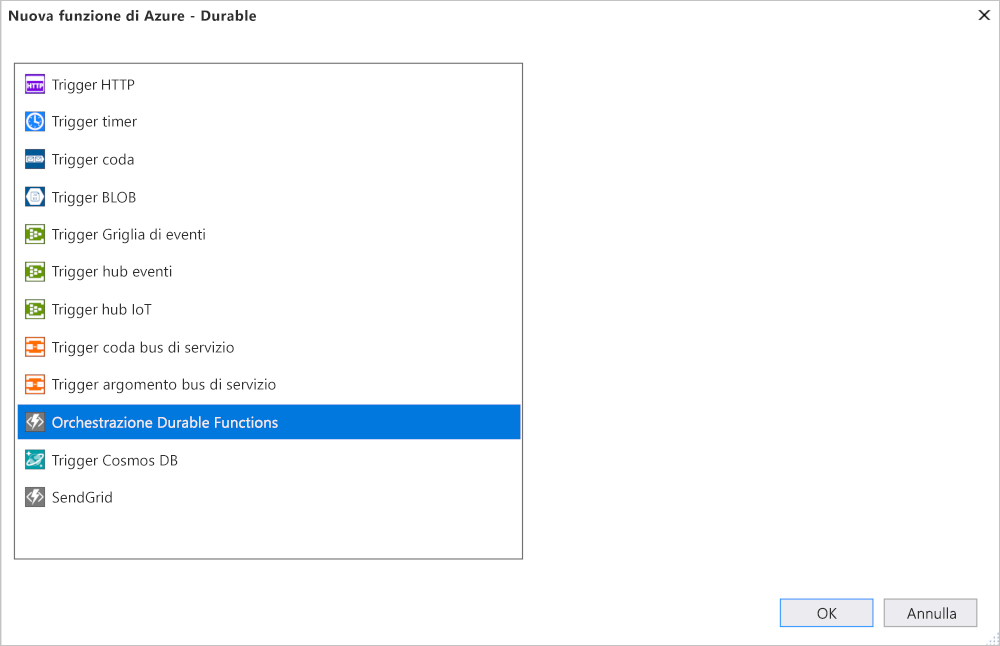 Nuova funzione di Azure - Durable
HTTP Trigger HTTP
Trigger timer
Trigger coda
Trigger BLOB
Trigger Griglia di eventi
Trigger hub eventi
Trigger hub IoT
Trigger coda bus di servizio
Trigger argomento bus di servizio
Orchestrazione Durable Functions
Trigger Cosmos DB
SendGrid
OK
Annulla